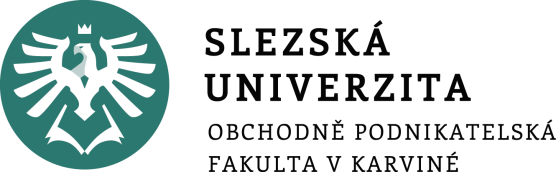 SLEZSKÁ
UNIVERZITA
OBCHODNĚ PODNIKATELSKÁ
FAKULTA V KARVINÉ